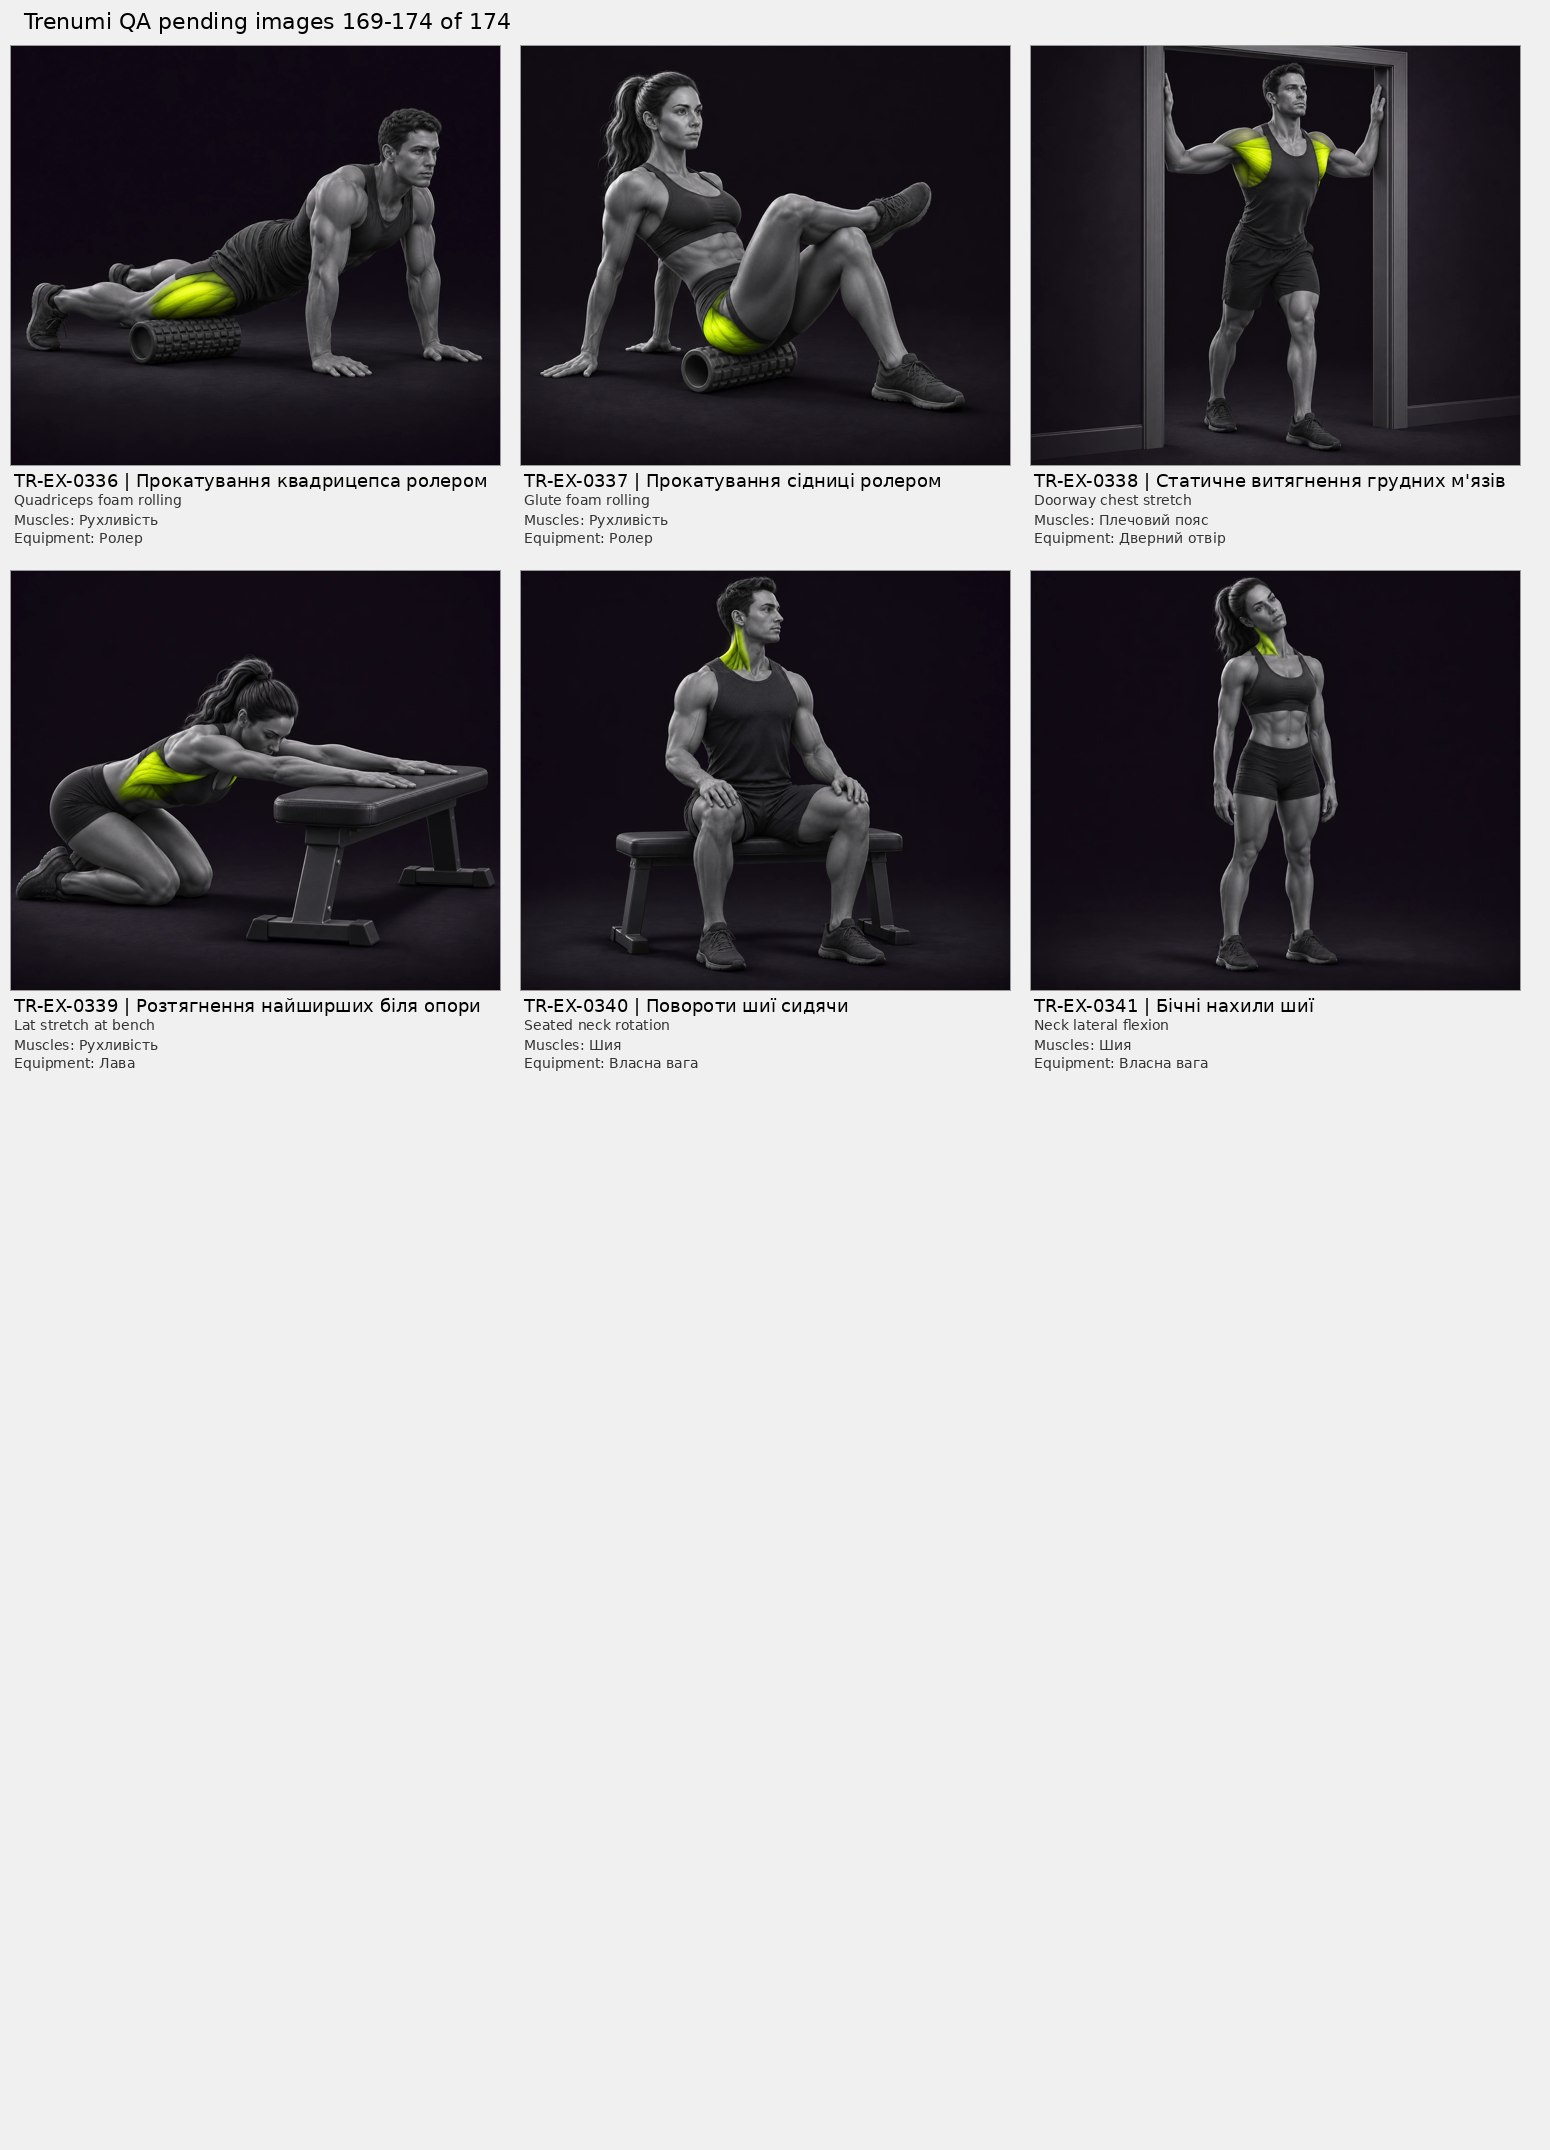 Trenumi QA pending images 169-174 of 174
TR-EX-0336 | Прокатування квадрицепса ролером
Quadriceps foam rolling
Muscles: Рухливість
Equipment: Ролер
TR-EX-0337 | Прокатування сідниці ролером
Glute foam rolling
Muscles: Рухливість
Equipment: Ролер
TR-EX-0338 | Статичне витягнення грудних м'язів
Doorway chest stretch
Muscles: Плечовий пояс
Equipment: Дверний отвір
TR-EX-0339 | Розтягнення найширших біля опори
Lat stretch at bench
Muscles: Рухливість
Equipment: Лава
TR-EX-0340 | Повороти шиї сидячи
Seated neck rotation
Muscles: Шия
Equipment: Власна вага
TR-EX-0341 | Бічні нахили шиї
Neck lateral flexion
Muscles: Шия
Equipment: Власна вага